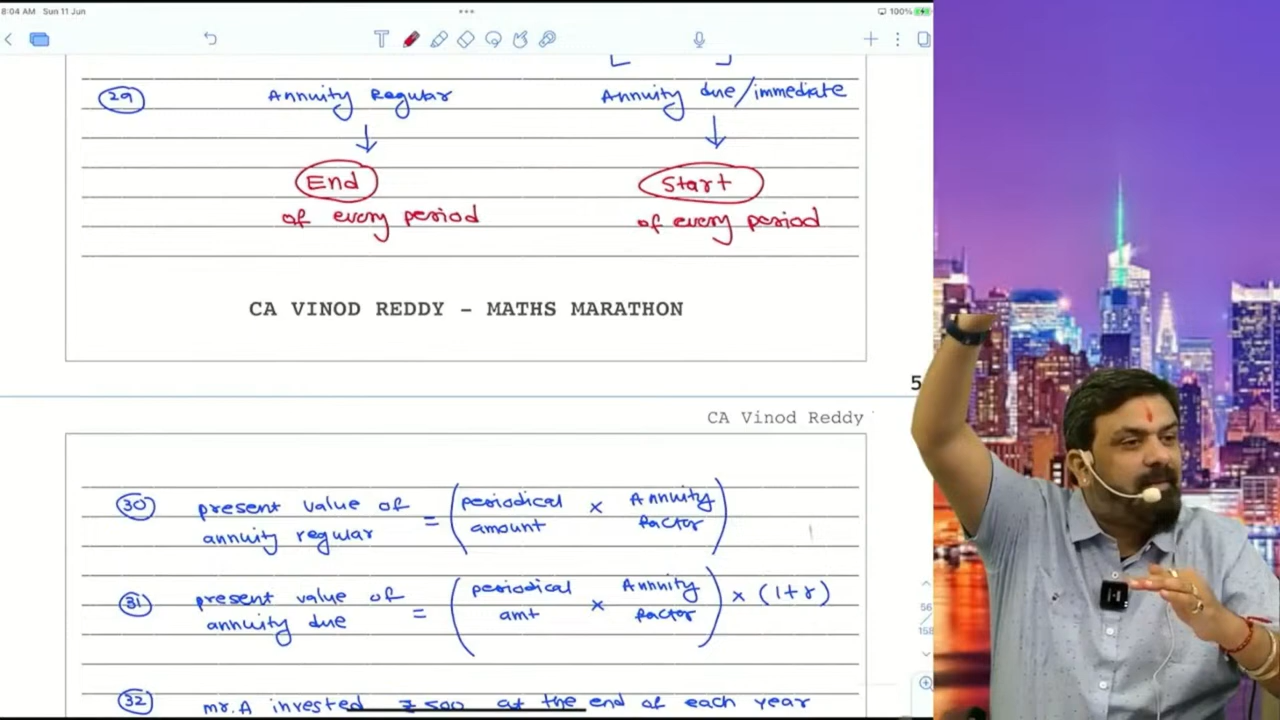 8:04 AM Sun 11 Jun
100%
29 Annuity Regular Annuity due/immediate
End Start
of every period of every period
CA VINOD REDDY - MATHS MARATHON
5
CA Vinod Reddy
30 present value of annuity regular = (periodical amount × Annuity factor)
31 present value of annuity due = (periodical amt × Annuity factor) × (1+r)
56
158
32 mr.A invested ₹500 at the end of each year